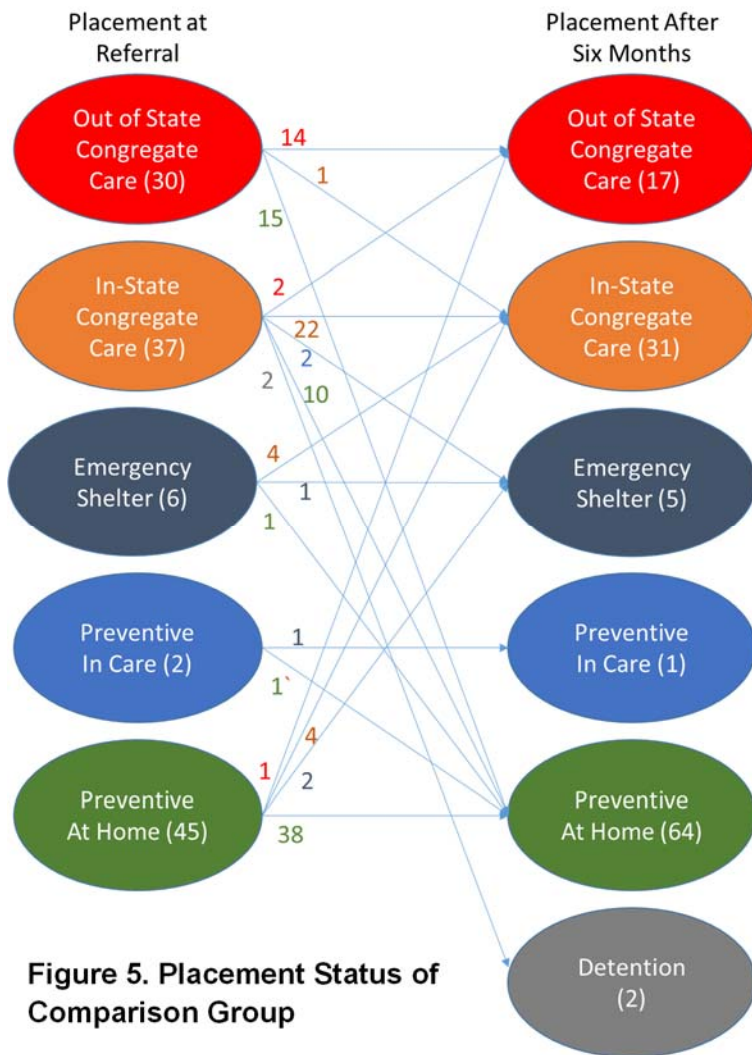 Placement at
Referral
Placement After
Six Months
Out of State
Congregate
Care (30)
14
1
15
Out of State
Congregate
Care (17)
In-State
Congregate
Care (37)
2
22
2
2
10
In-State
Congregate
Care (31)
Emergency
Shelter (6)
4
1
1
Emergency
Shelter (5)
Preventive
In Care (2)
1
1`
Preventive
In Care (1)
Preventive
At Home (45)
4
1
2
38
Preventive
At Home (64)
Detention
(2)
Figure 5. Placement Status of
Comparison Group